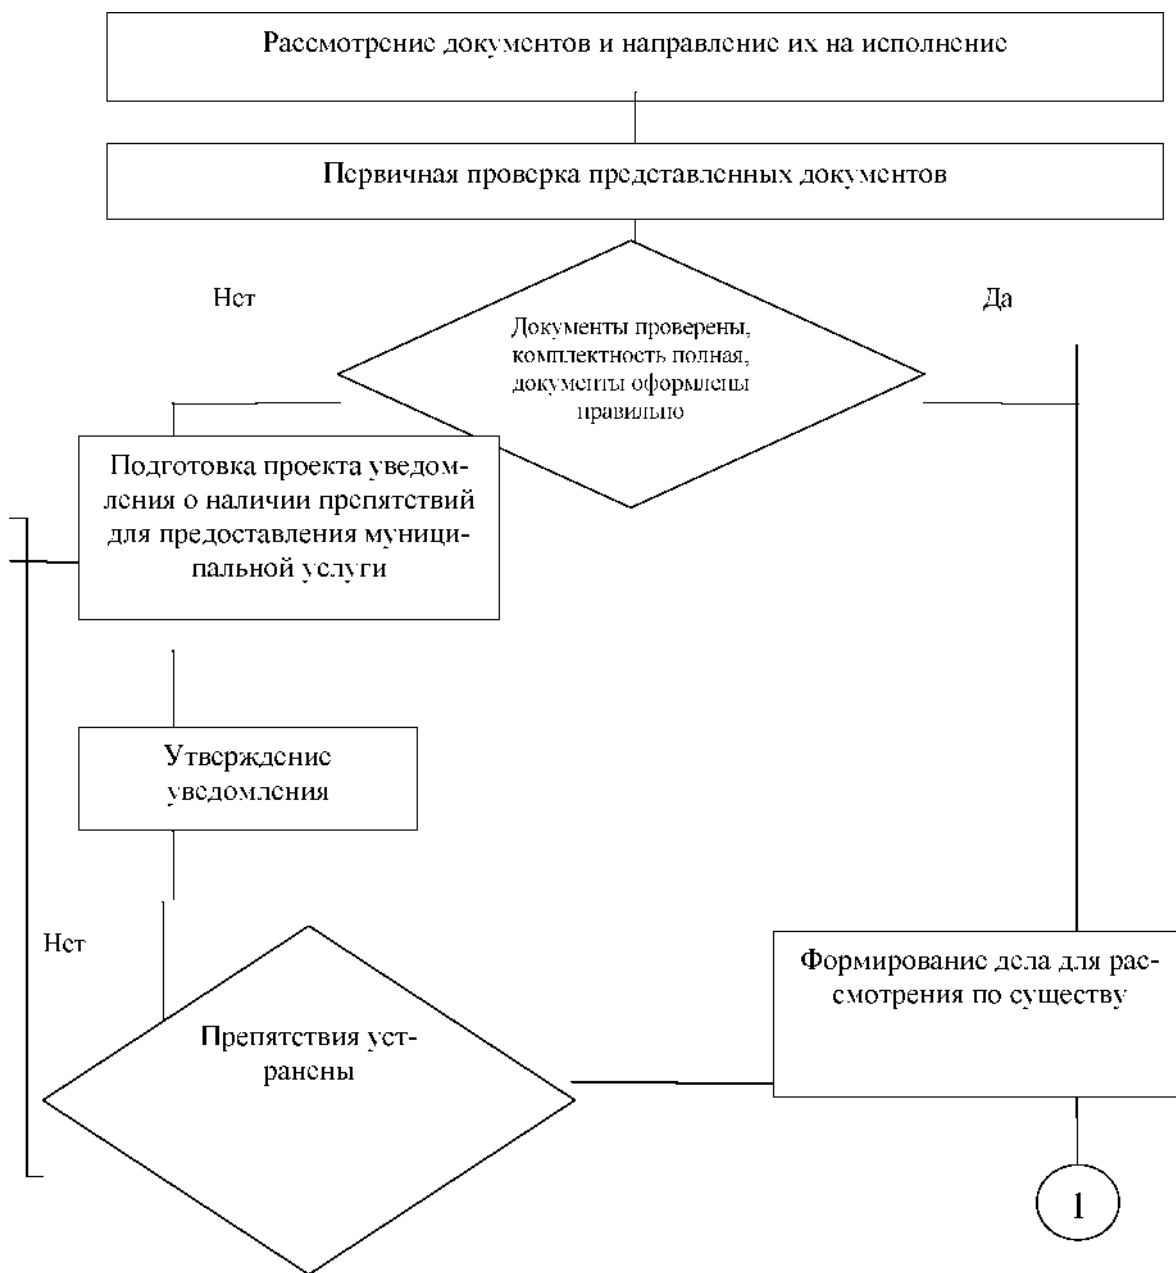 Рассмотрение документов и направление их на исполнение
Первичная проверка представленных документов
Нет
Да
Документы проверены,
комплектность полная,
документы оформлены
правильно
Подготовка проекта уведом-
ления о наличии препятствий
для предоставления муници-
пальной услуги
Утверждение
уведомления
Нет
Формирование дела для рас-
смотрения по существу
Препятствия уст-
ранены
1